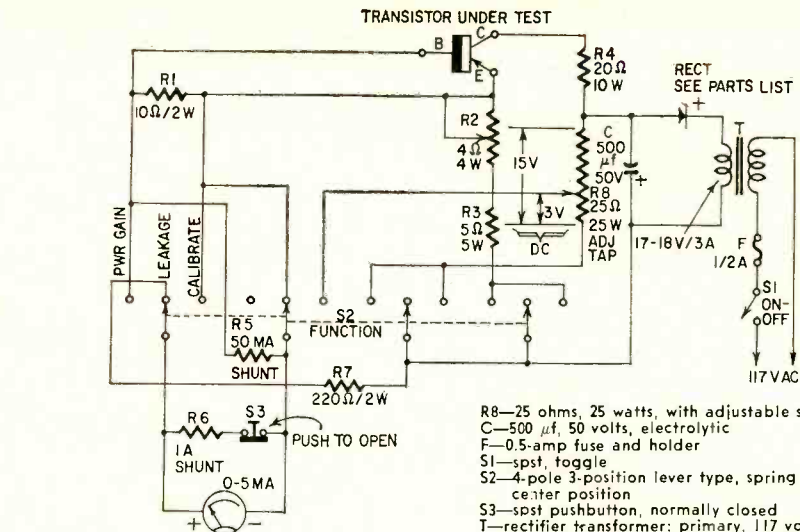 TRANSISTOR UNDER TEST
C
B
E
R4
20Ω
10W
RECT
SEE PARTS LIST
+
R1
10Ω/2W
R2
4Ω
4W
15V
C
500
µf
50V
+
T
R8
25Ω
25W
ADJ
TAP
3V
DC
R3
5Ω
5W
17-18V/3A
F
1/2A
PWR GAIN
LEAKAGE
CALIBRATE
S1
ON-
OFF
S2
FUNCTION
R5
50 MA
SHUNT
R7
220Ω/2W
117VAC
R6
1A
SHUNT
S3
PUSH TO OPEN
0-5MA
+
−
R8—25 ohms, 25 watts, with adjustable s
C—500 µf, 50 volts, electrolytic
F—0.5-amp fuse and holder
S1—spst, toggle
S2—4-pole 3-position lever type, spring
center position
S3—spst pushbutton, normally closed
T—rectifier transformer: primary, 117 vo